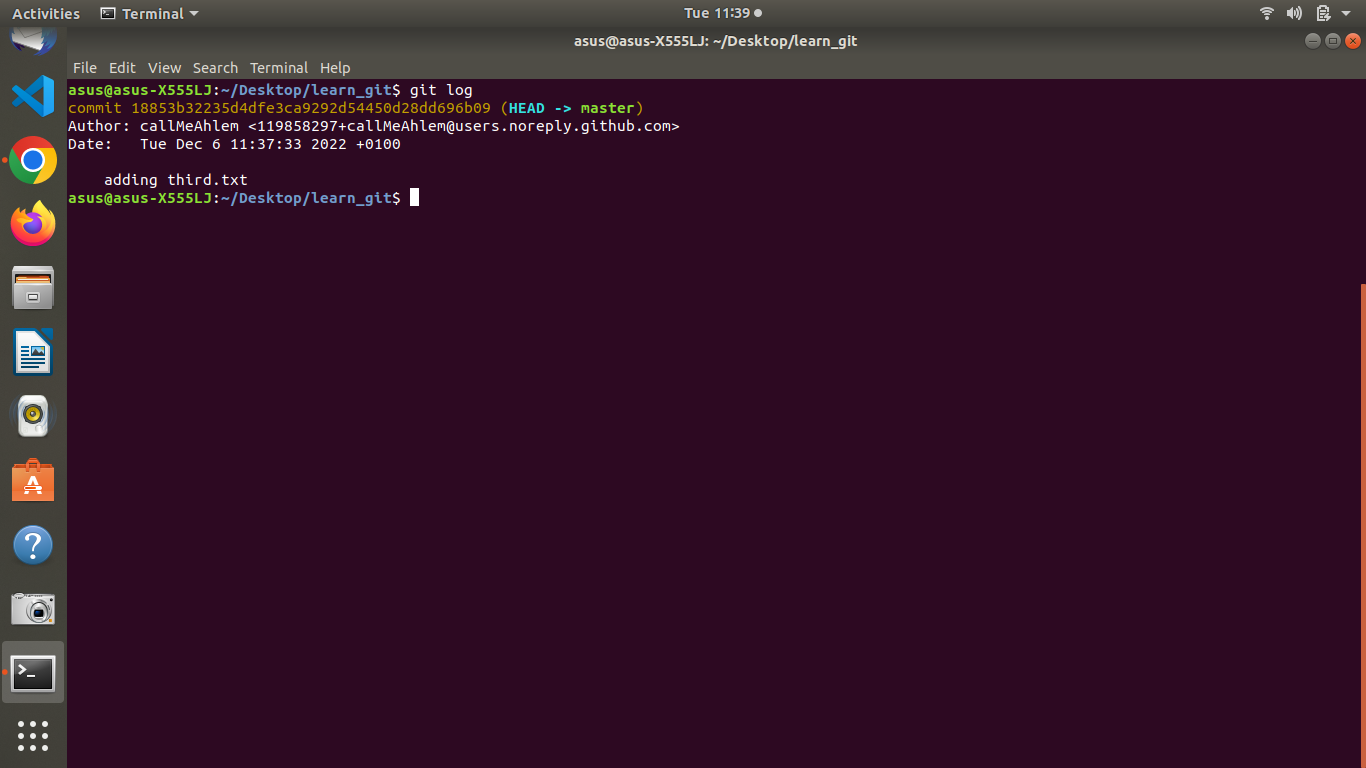 Activities Terminal Tue 11:39
asus@asus-X555LJ: ~/Desktop/learn_git
File Edit View Search Terminal Help
asus@asus-X555LJ:~/Desktop/learn_git$ git log
commit 18853b32235d4dfe3ca9292d54450d28dd696b09 (HEAD -> master)
Author: callMeAhlem <119858297+callMeAhlem@users.noreply.github.com>
Date:   Tue Dec 6 11:37:33 2022 +0100
    adding third.txt
asus@asus-X555LJ:~/Desktop/learn_git$